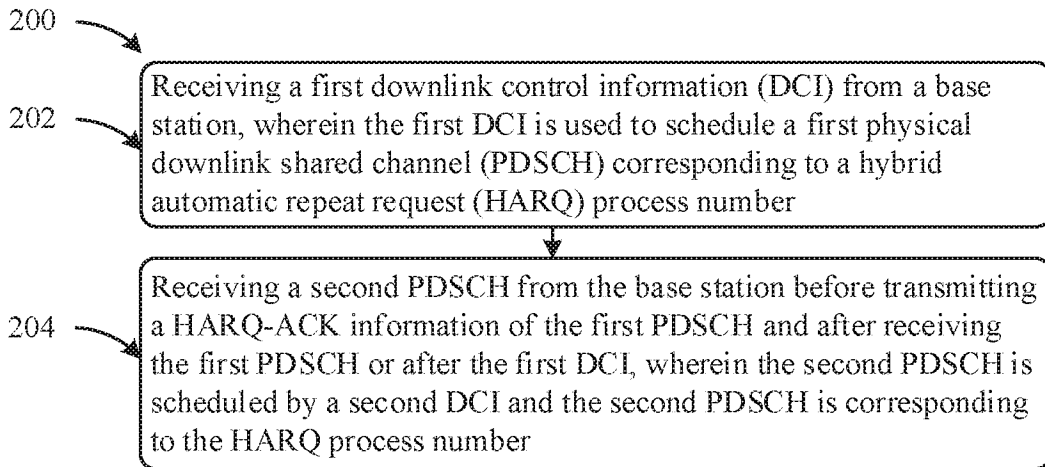 200
202
Receiving a first downlink control information (DCI) from a base
station, wherein the first DCI is used to schedule a first physical
downlink shared channel (PDSCH) corresponding to a hybrid
automatic repeat request (HARQ) process number
204
Receiving a second PDSCH from the base station before transmitting
a HARQ-ACK information of the first PDSCH and after receiving
the first PDSCH or after the first DCI, wherein the second PDSCH is
scheduled by a second DCI and the second PDSCH is corresponding
to the HARQ process number